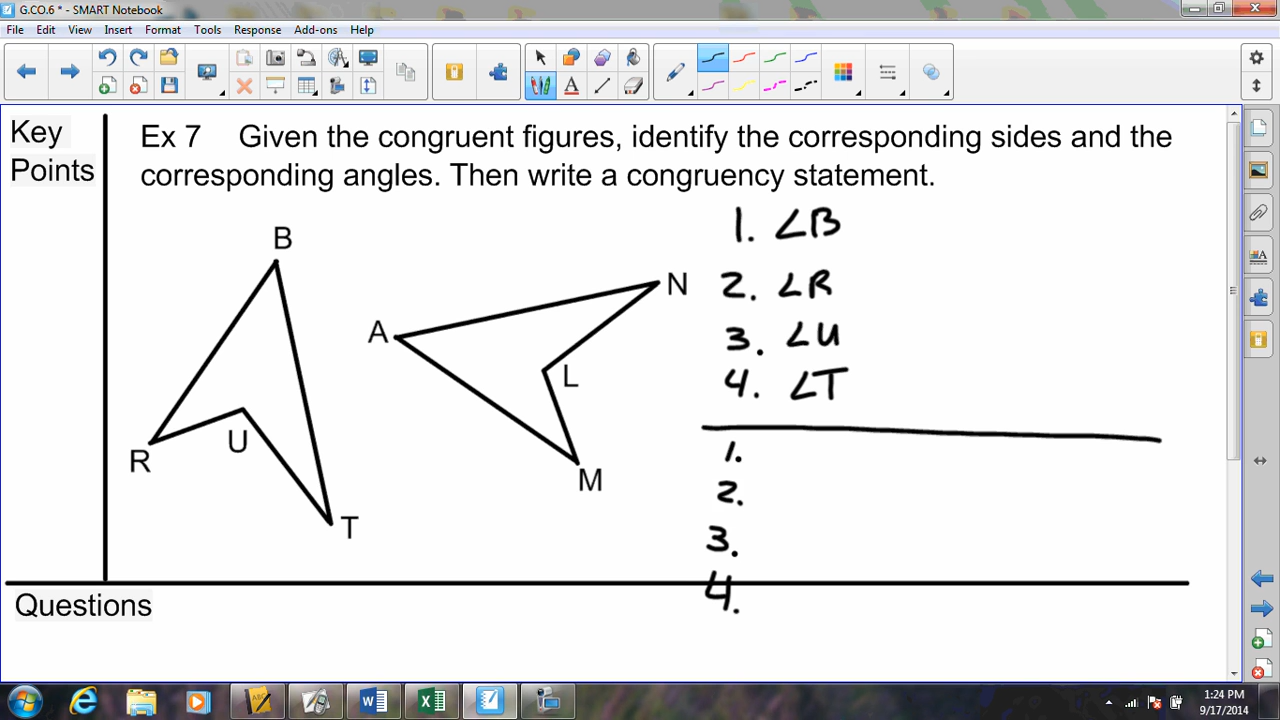 G.CO.6 * - SMART Notebook
File Edit View Insert Format Tools Response Add-ons Help
Key Points
Ex 7 Given the congruent figures, identify the corresponding sides and the
corresponding angles. Then write a congruency statement.
B
R
U
T
A
N
L
M
1. ∠B
2. ∠R
3. ∠U
4. ∠T
1.
2.
3.
4.
Questions
1:24 PM
9/17/2014